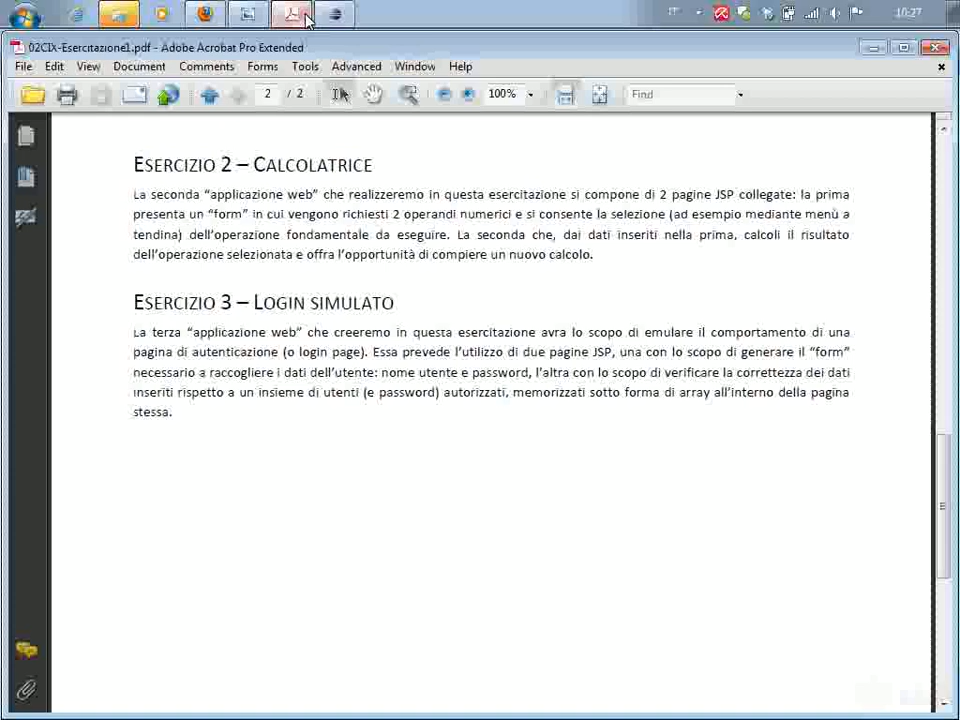 10:27
02CIX-Esercitazione1.pdf - Adobe Acrobat Pro Extended
File Edit View Document Comments Forms Tools Advanced Window Help
2 / 2 100% Find
ESERCIZIO 2 – CALCOLATRICE
La seconda “applicazione web” che realizzeremo in questa esercitazione si compone di 2 pagine JSP collegate: la prima
presenta un “form” in cui vengono richiesti 2 operandi numerici e si consente la selezione (ad esempio mediante menù a
tendina) dell’operazione fondamentale da eseguire. La seconda che, dai dati inseriti nella prima, calcoli il risultato
dell’operazione selezionata e offra l’opportunità di compiere un nuovo calcolo.
ESERCIZIO 3 – LOGIN SIMULATO
La terza “applicazione web” che creeremo in questa esercitazione avra lo scopo di emulare il comportamento di una
pagina di autenticazione (o login page). Essa prevede l’utilizzo di due pagine JSP, una con lo scopo di generare il “form”
necessario a raccogliere i dati dell’utente: nome utente e password, l’altra con lo scopo di verificare la correttezza dei dati
inseriti rispetto a un insieme di utenti (e password) autorizzati, memorizzati sotto forma di array all’interno della pagina
stessa.